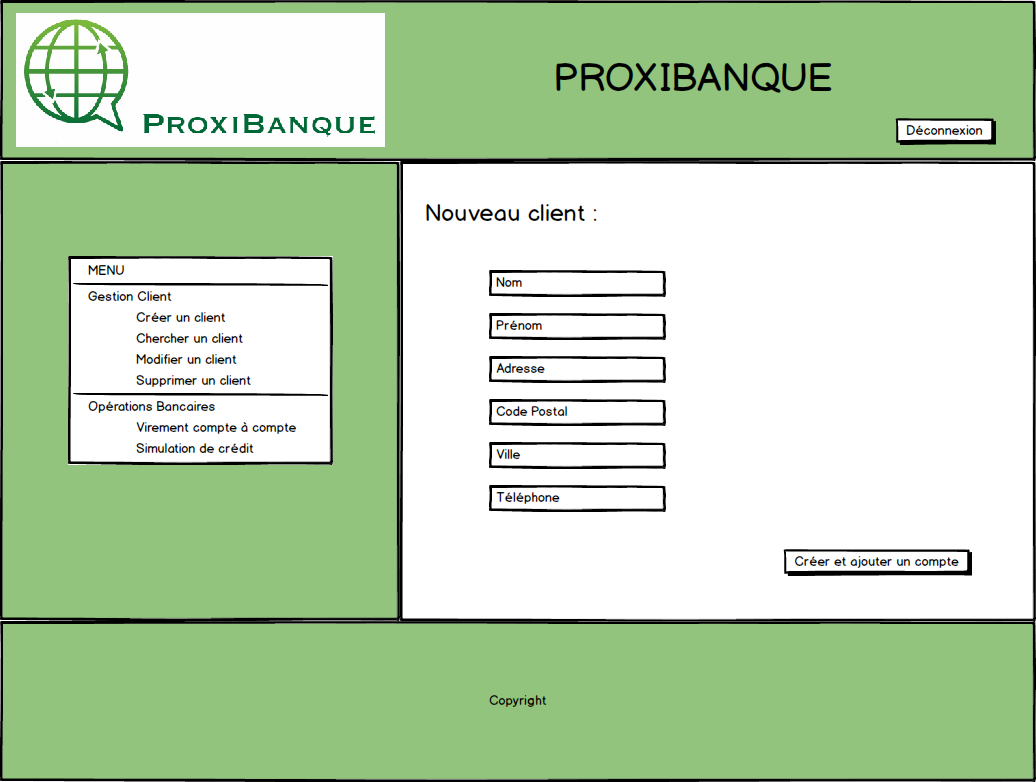 PROXIBANQUE
PROXIBANQUE
Déconnexion
MENU
Gestion Client
Créer un client
Chercher un client
Modifier un client
Supprimer un client
Opérations Bancaires
Virement compte à compte
Simulation de crédit
Nouveau client :
Nom
Prénom
Adresse
Code Postal
Ville
Téléphone
Créer et ajouter un compte
Copyright